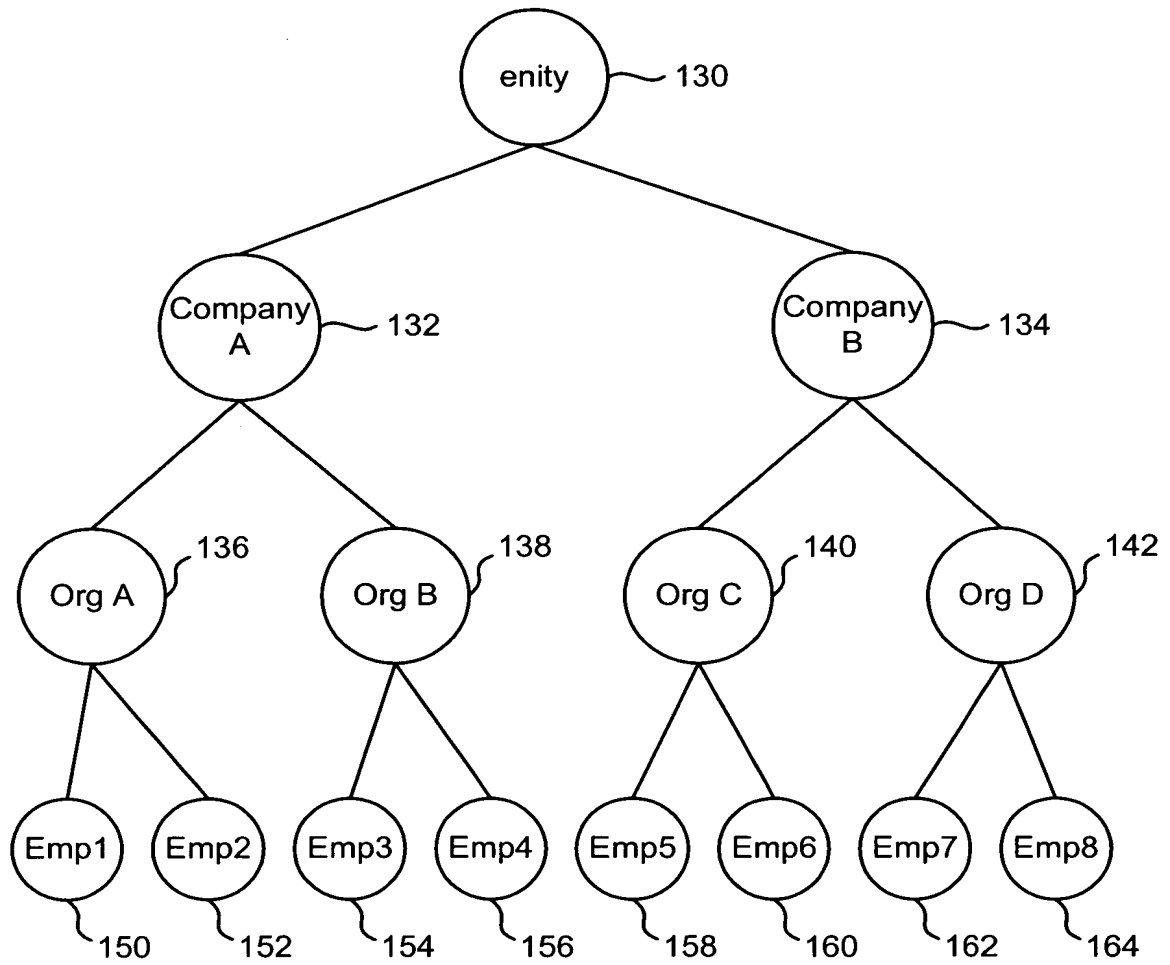 enity
130
Company
A
132
Company
B
134
Org A
136
Org B
138
Org C
140
Org D
142
Emp1
Emp2
Emp3
Emp4
Emp5
Emp6
Emp7
Emp8
150
152
154
156
158
160
162
164